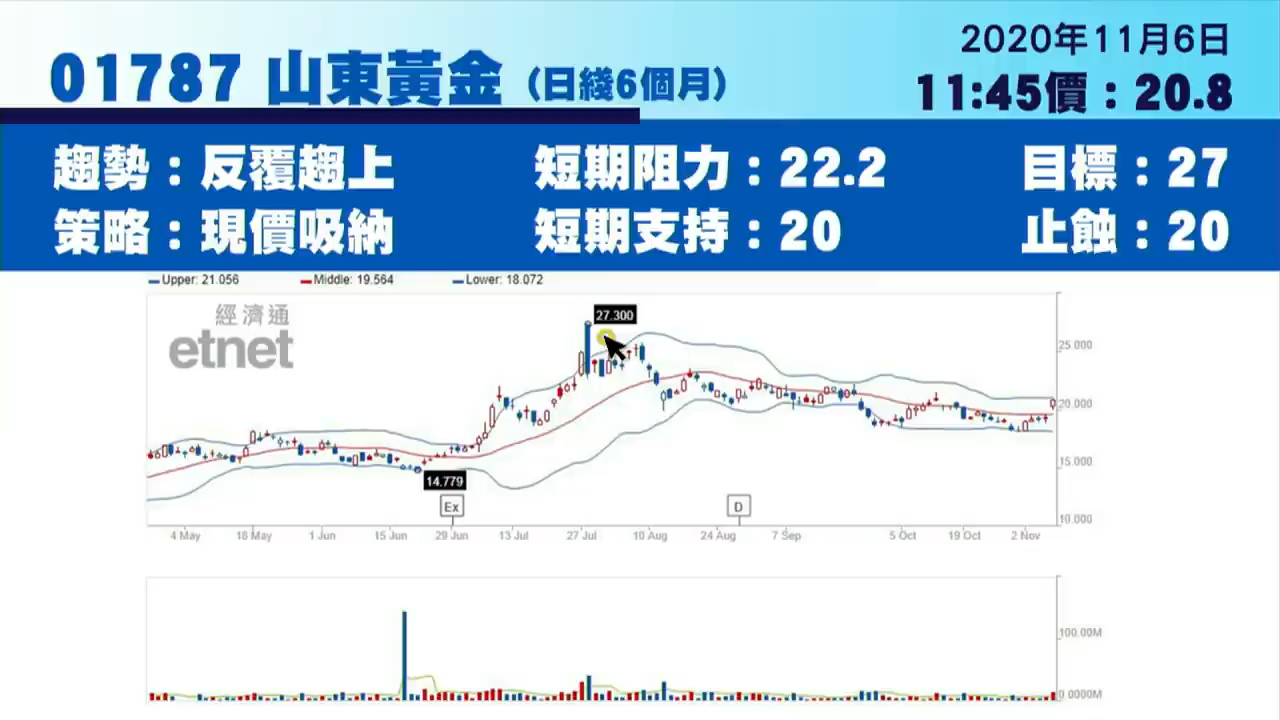 01787 山東黃金 (日綫6個月)
2020年11月6日
11:45價：20.8
趨勢：反覆趨上
短期阻力：22.2
目標：27
策略：現價吸納
短期支持：20
止蝕：20
Upper: 21.056 Middle: 19.564 Lower: 18.072
經濟通
etnet
27.300
25.000
20.000
15.000
14.779
Ex
D
10.000
4 May 18 May 1 Jun 15 Jun 29 Jun 13 Jul 27 Jul 10 Aug 24 Aug 7 Sep 5 Oct 19 Oct 2 Nov
100.00M
0.0000M